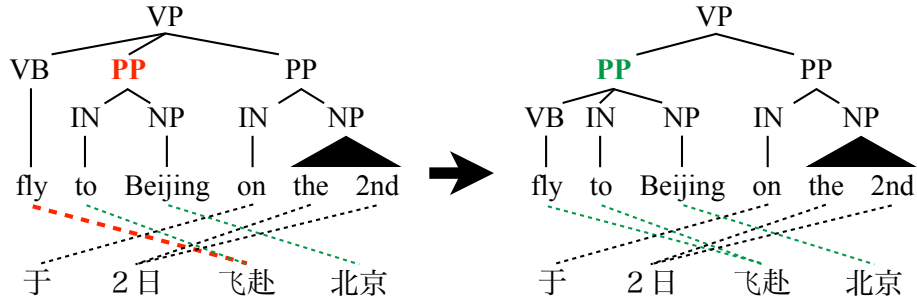 VP VP
VB PP PP PP PP
IN NP IN NP VB IN NP IN NP
fly to Beijing on the 2nd fly to Beijing on the 2nd
于 2日 飞赴 北京 于 2日 飞赴 北京